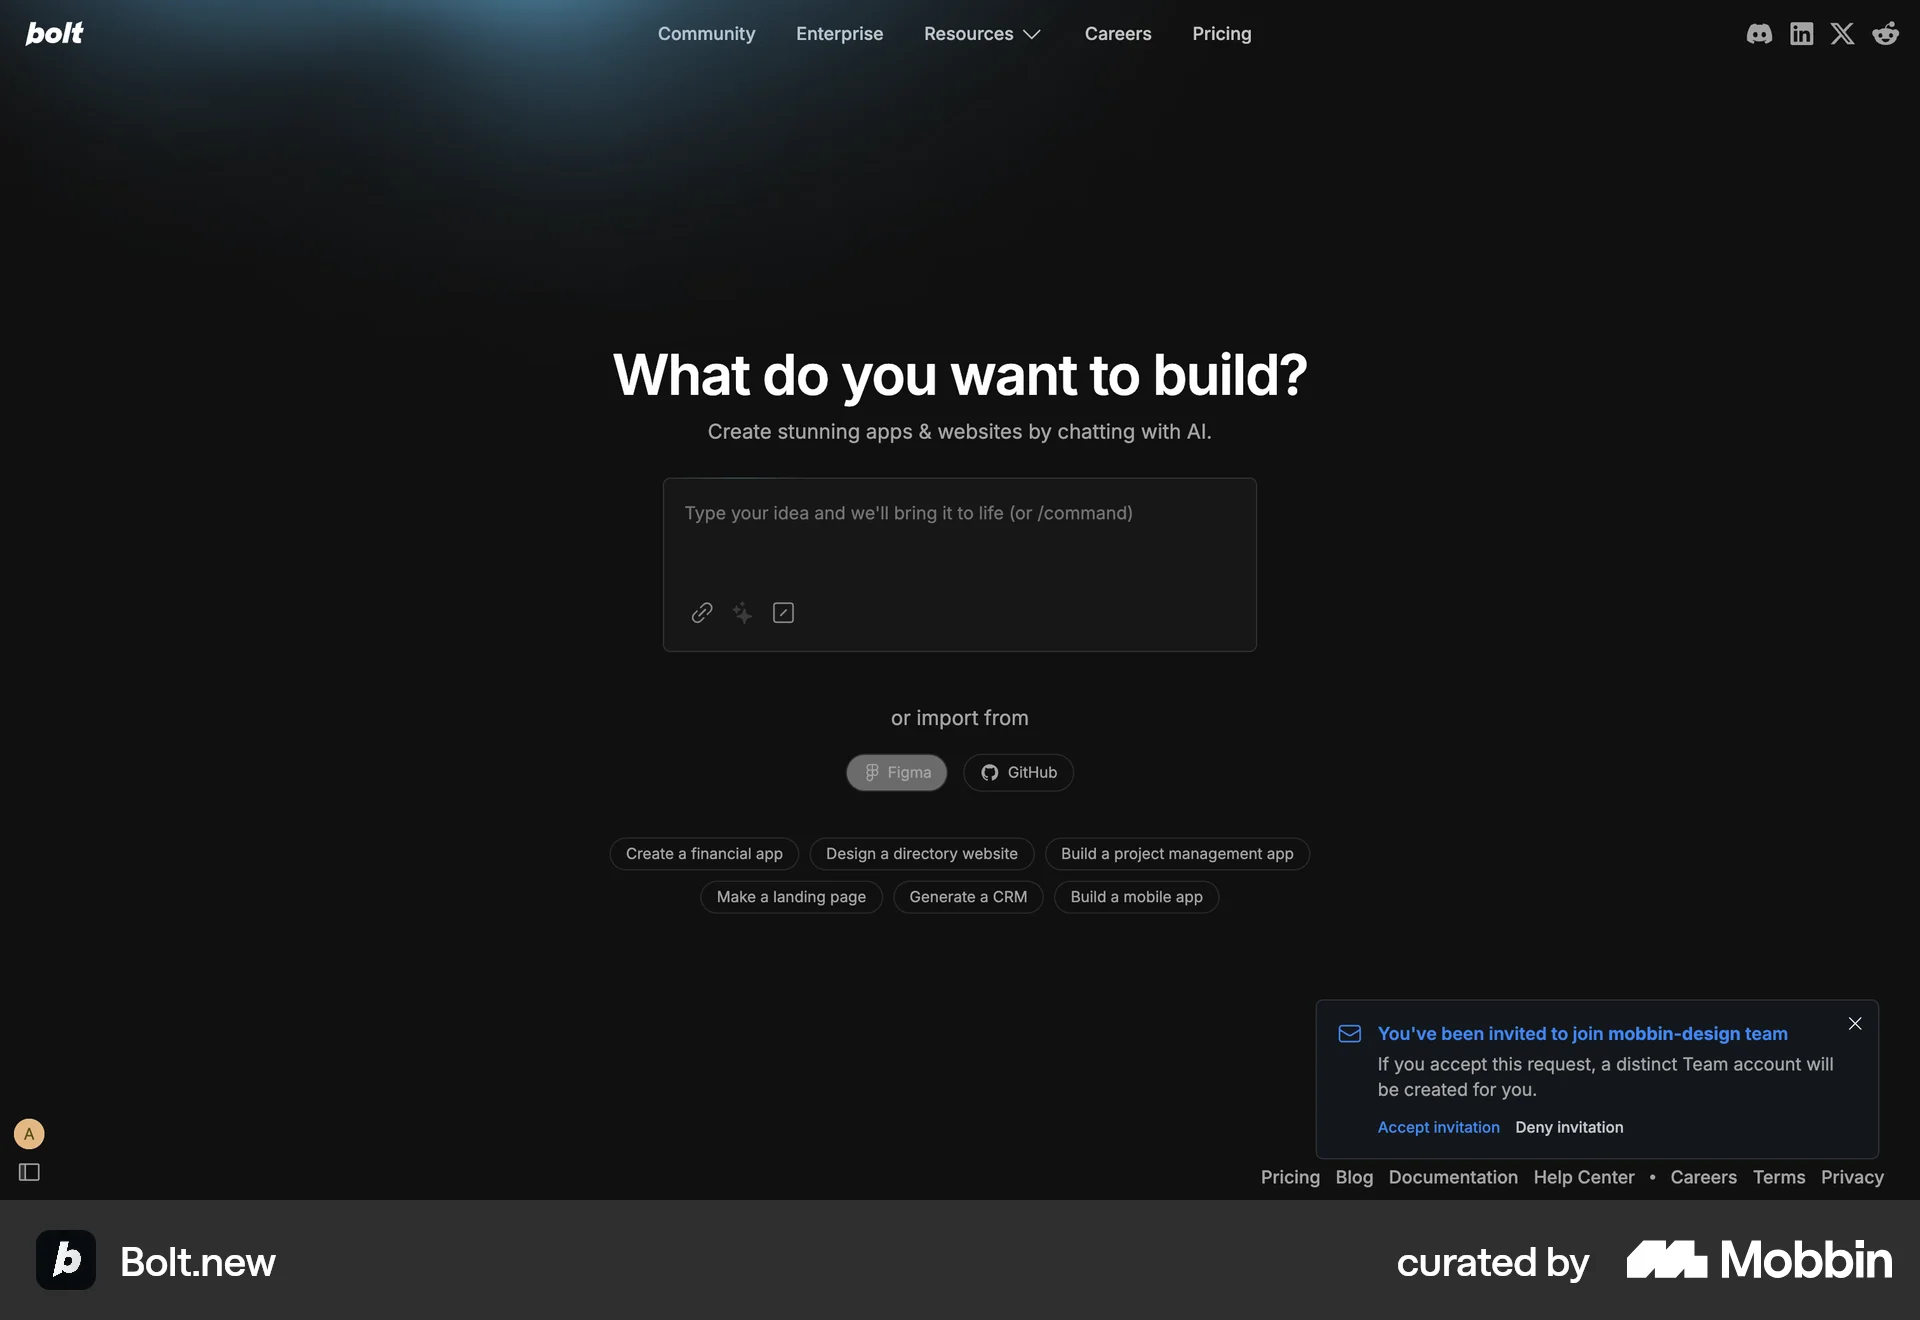 bolt
Community
Enterprise
Resources
Careers
Pricing
What do you want to build?
Create stunning apps & websites by chatting with AI.
Type your idea and we'll bring it to life (or /command)
or import from
Figma
GitHub
Create a financial app
Design a directory website
Build a project management app
Make a landing page
Generate a CRM
Build a mobile app
You've been invited to join mobbin-design team
If you accept this request, a distinct Team account will
be created for you.
Accept invitation
Deny invitation
A
Pricing
Blog
Documentation
Help Center
•
Careers
Terms
Privacy
b
Bolt.new
curated by
Mobbin